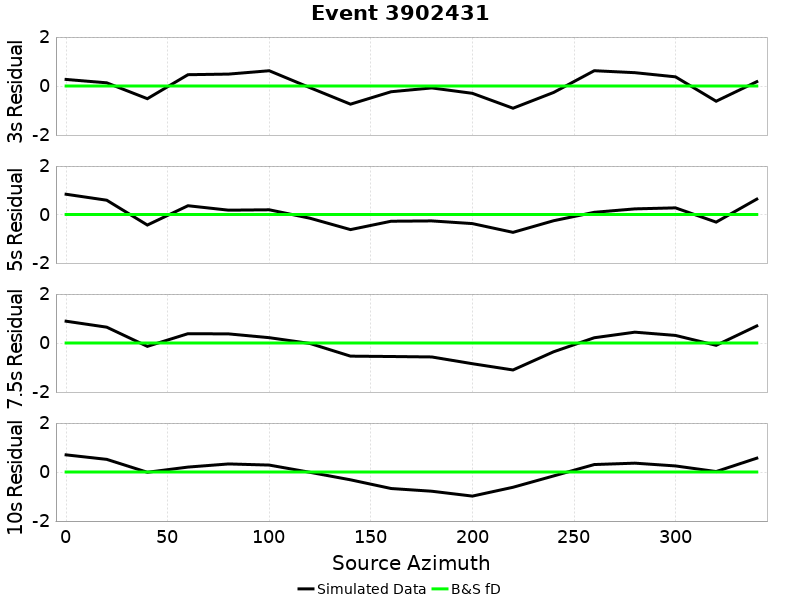 Event 3902431
3s Residual
2
0
-2
5s Residual
2
0
-2
7.5s Residual
2
0
-2
10s Residual
2
0
-2
0 50 100 150 200 250 300
Source Azimuth
Simulated Data B&S fD